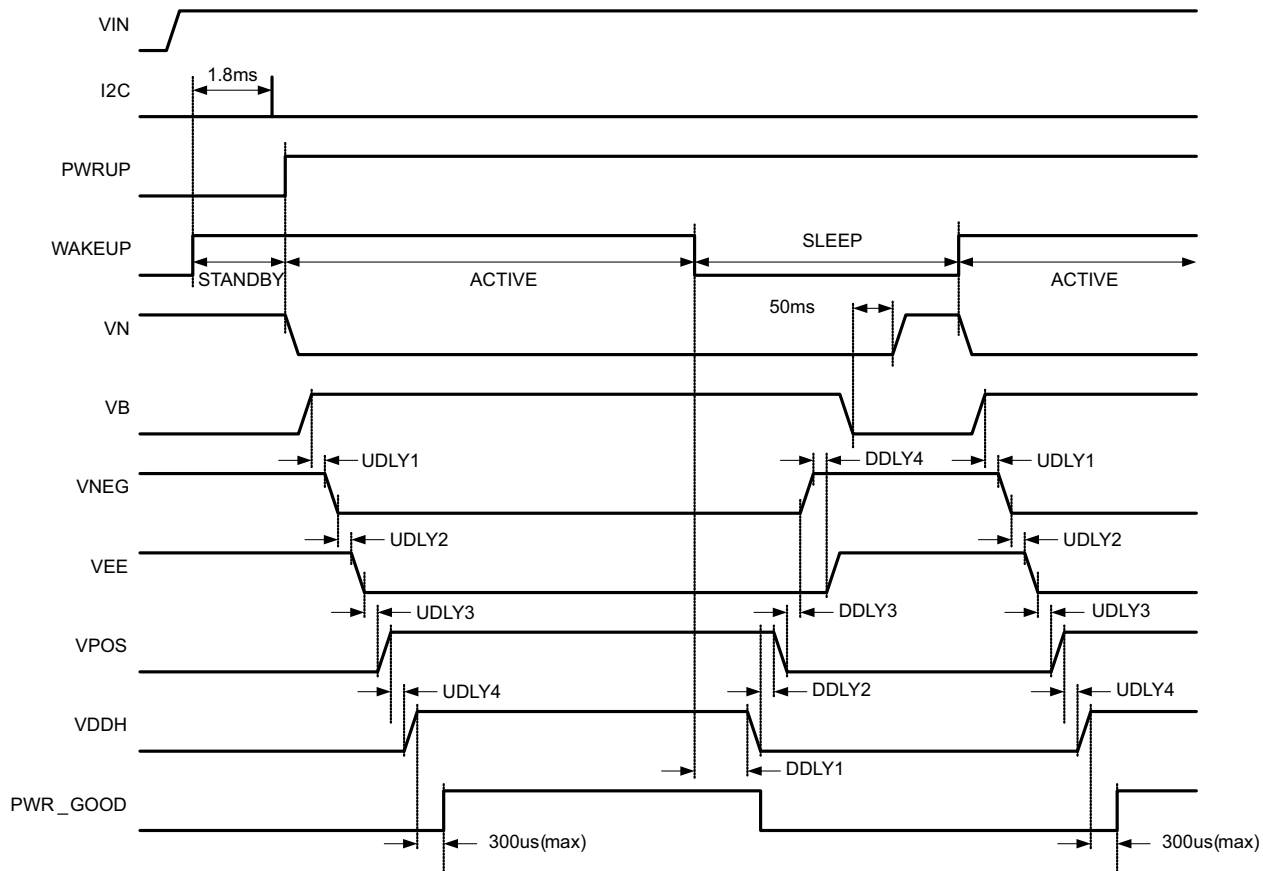 VIN
1.8ms
I2C
PWRUP
WAKEUP
SLEEP
STANDBY
ACTIVE
ACTIVE
50ms
VN
VB
UDLY1
DDLY4
UDLY1
VNEG
UDLY2
UDLY2
VEE
UDLY3
DDLY3
UDLY3
VPOS
UDLY4
DDLY2
UDLY4
VDDH
DDLY1
PWR_GOOD
300us(max)
300us(max)